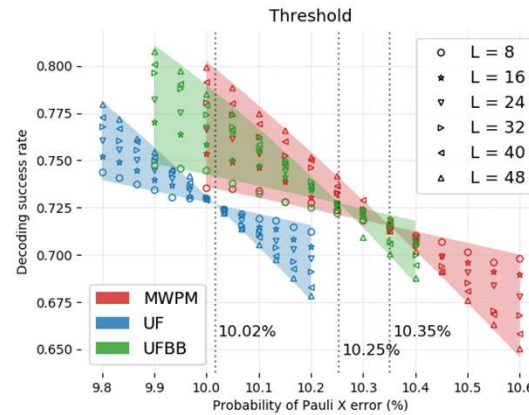 Threshold
Decoding success rate
0.800
0.775
0.750
0.725
0.700
0.675
0.650
L = 8
L = 16
L = 24
L = 32
L = 40
L = 48
MWPM
UF
UFBB
10.02%
10.25%
10.35%
9.8 9.9 10.0 10.1 10.2 10.3 10.4 10.5 10.6
Probability of Pauli X error (%)